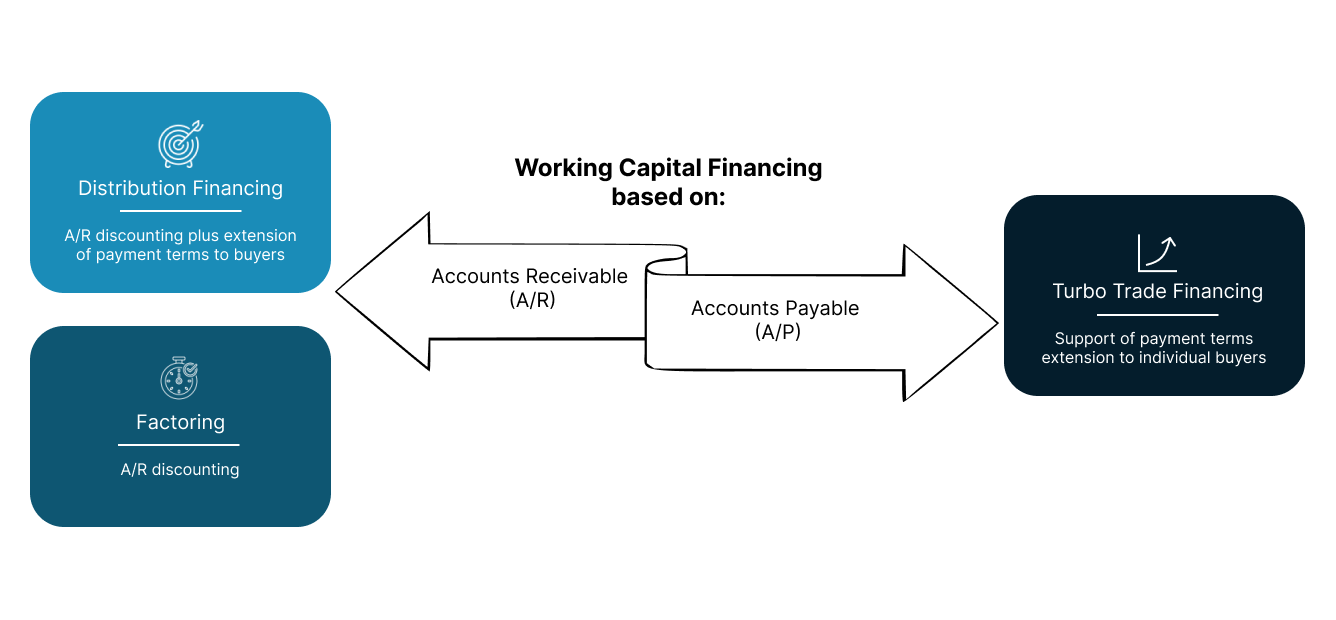 Distribution Financing
A/R discounting plus extension
of payment terms to buyers
Factoring
A/R discounting
Working Capital Financing
based on:
Accounts Receivable
(A/R)
Accounts Payable
(A/P)
Turbo Trade Financing
Support of payment terms
extension to individual buyers